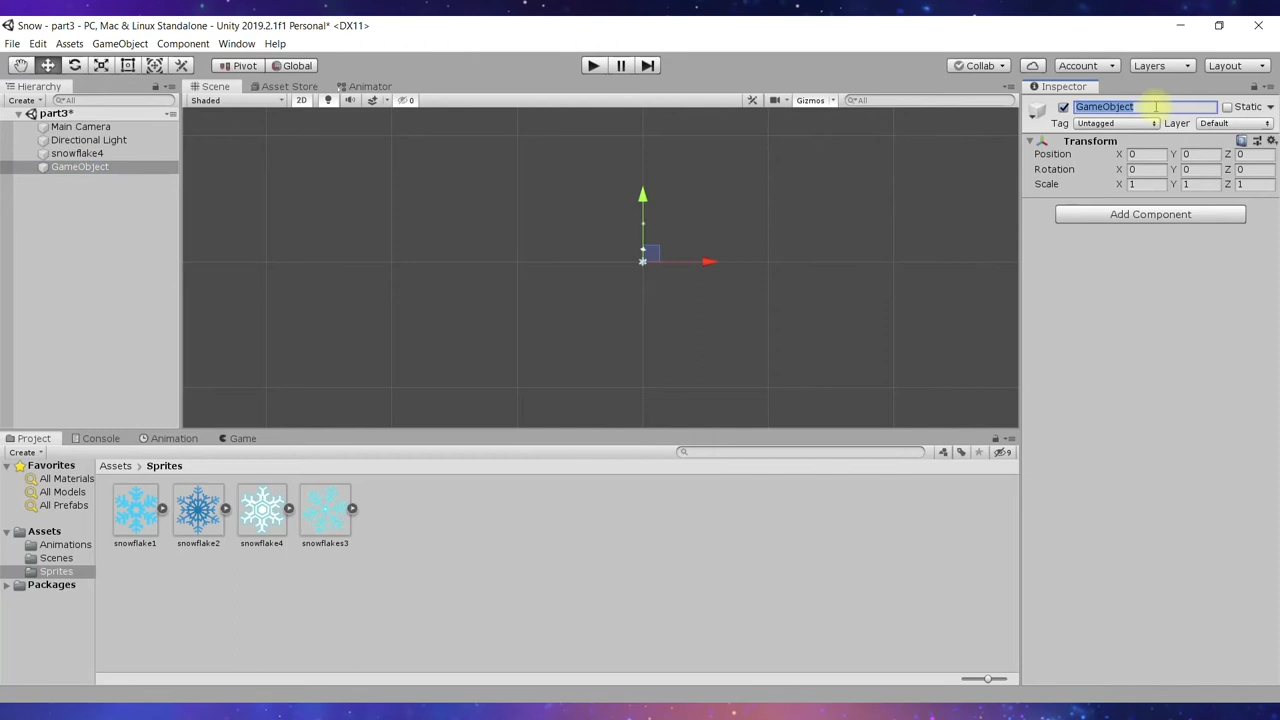 Snow - part3 - PC, Mac & Linux Standalone - Unity 2019.2.1f1 Personal* <DX11>
File Edit Assets GameObject Component Window Help
Pivot Global Collab Account Layers Layout
Hierarchy Scene Asset Store Animator Inspector
Create All Shaded 2D 0 Gizmos All
GameObject Static
part3*
Tag Untagged Layer Default
Main Camera
Directional Light
snowflake4
GameObject
Transform
Position X 0 Y 0 Z 0
Rotation X 0 Y 0 Z 0
Scale X 1 Y 1 Z 1
Add Component
Project Console Animation Game
Create 9
Favorites
All Materials
All Models
All Prefabs
Assets
Animations
Scenes
Sprites
Packages
Assets Sprites
snowflake1 snowflake2 snowflake4 snowflakes3